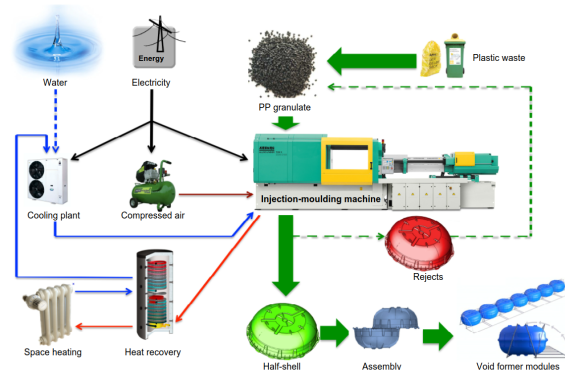 Energy
Water
Electricity
Plastic waste
PP granulate
Cooling plant
Compressed air
Injection-moulding machine
Rejects
Space heating
Heat recovery
Half-shell
Assembly
Void former modules